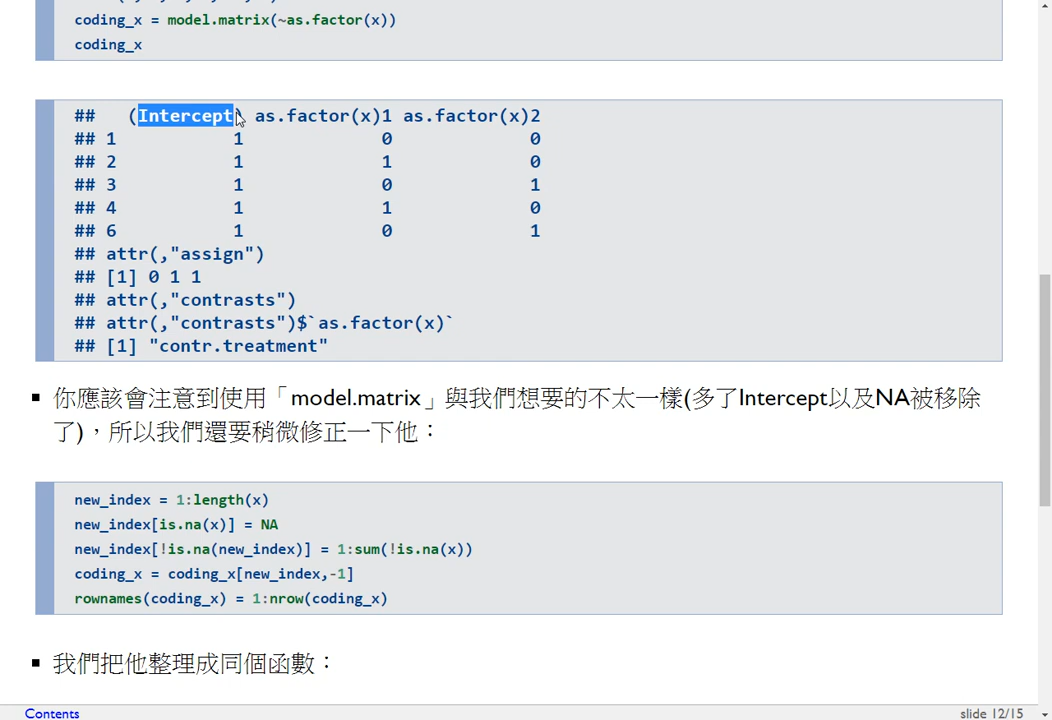 coding_x = model.matrix(~as.factor(x))
coding_x
##   (Intercept) as.factor(x)1 as.factor(x)2
## 1           1             0             0
## 2           1             1             0
## 3           1             0             1
## 4           1             1             0
## 6           1             0             1
## attr(,"assign")
## [1] 0 1 1
## attr(,"contrasts")
## attr(,"contrasts")$`as.factor(x)`
## [1] "contr.treatment"
▪ 你應該會注意到使用「model.matrix」與我們想要的不太一樣(多了Intercept以及NA被移除
了)，所以我們還要稍微修正一下他：
new_index = 1:length(x)
new_index[is.na(x)] = NA
new_index[!is.na(new_index)] = 1:sum(!is.na(x))
coding_x = coding_x[new_index,-1]
rownames(coding_x) = 1:nrow(coding_x)
▪ 我們把他整理成同個函數：
Contents
slide 12/15